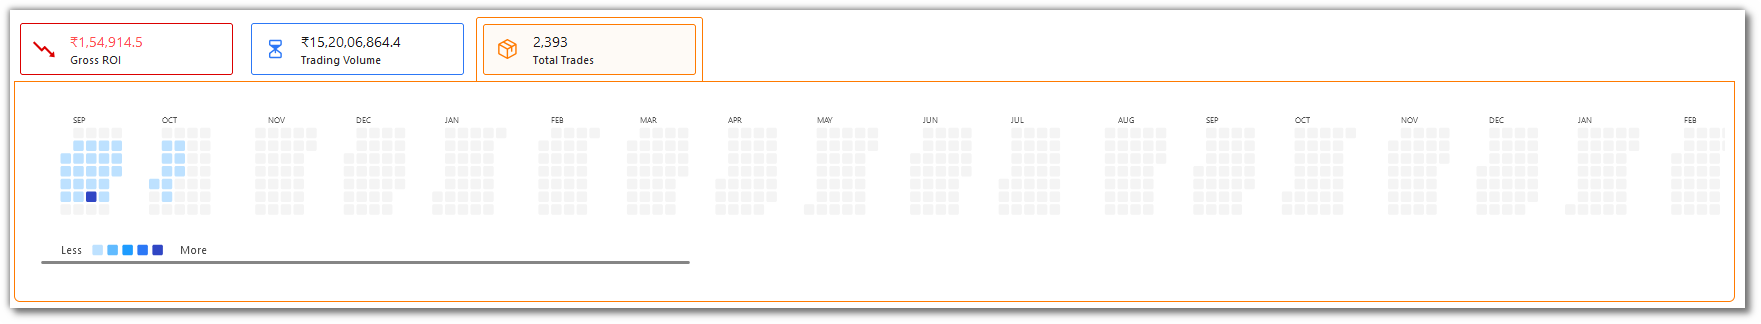 ₹1,54,914.5
Gross ROI
₹15,20,06,864.4
Trading Volume
2,393
Total Trades
SEP OCT NOV DEC JAN FEB MAR APR MAY JUN JUL AUG SEP OCT NOV DEC JAN FEB
Less More